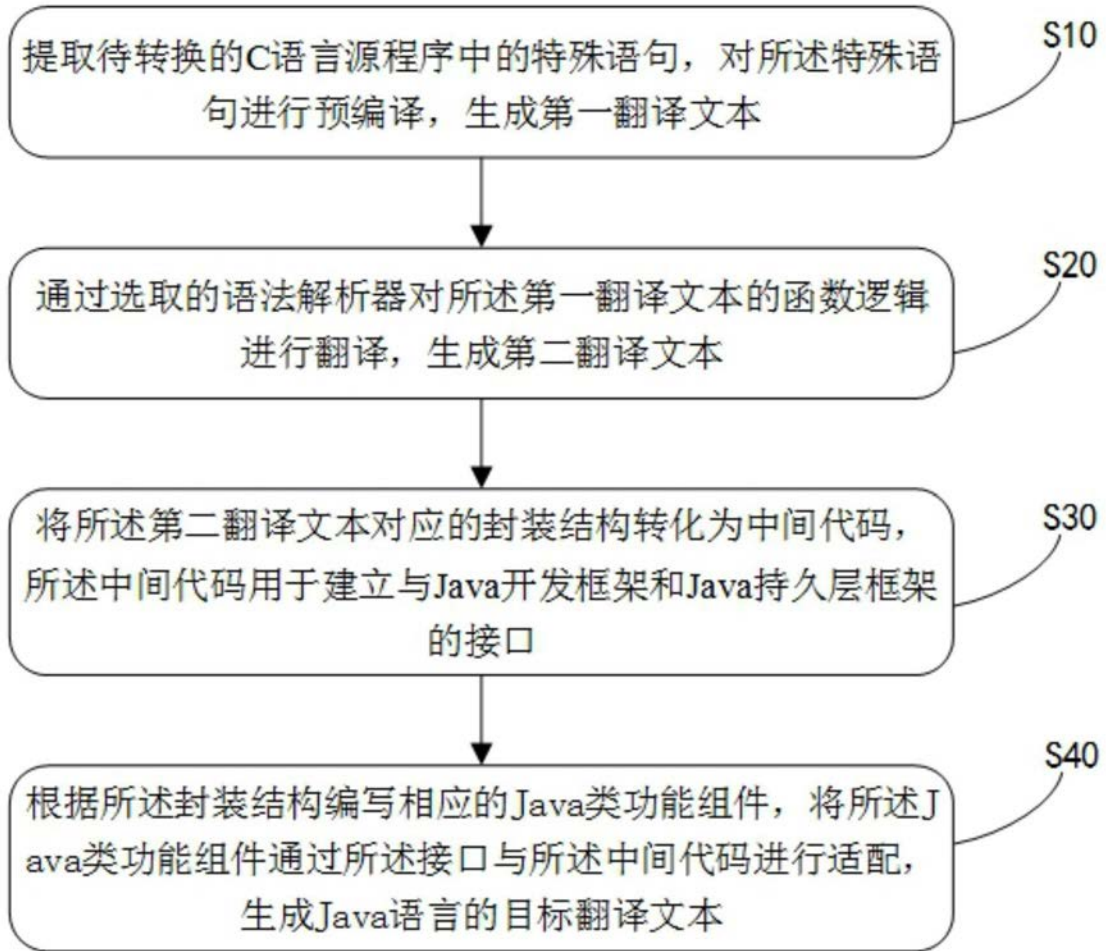 提取待转换的C语言源程序中的特殊语句，对所述特殊语
句进行预编译，生成第一翻译文本
S10
通过选取的语法解析器对所述第一翻译文本的函数逻辑
进行翻译，生成第二翻译文本
S20
将所述第二翻译文本对应的封装结构转化为中间代码，
所述中间代码用于建立与Java开发框架和Java持久层框架
的接口
S30
根据所述封装结构编写相应的Java类功能组件，将所述J
ava类功能组件通过所述接口与所述中间代码进行适配，
生成Java语言的目标翻译文本
S40